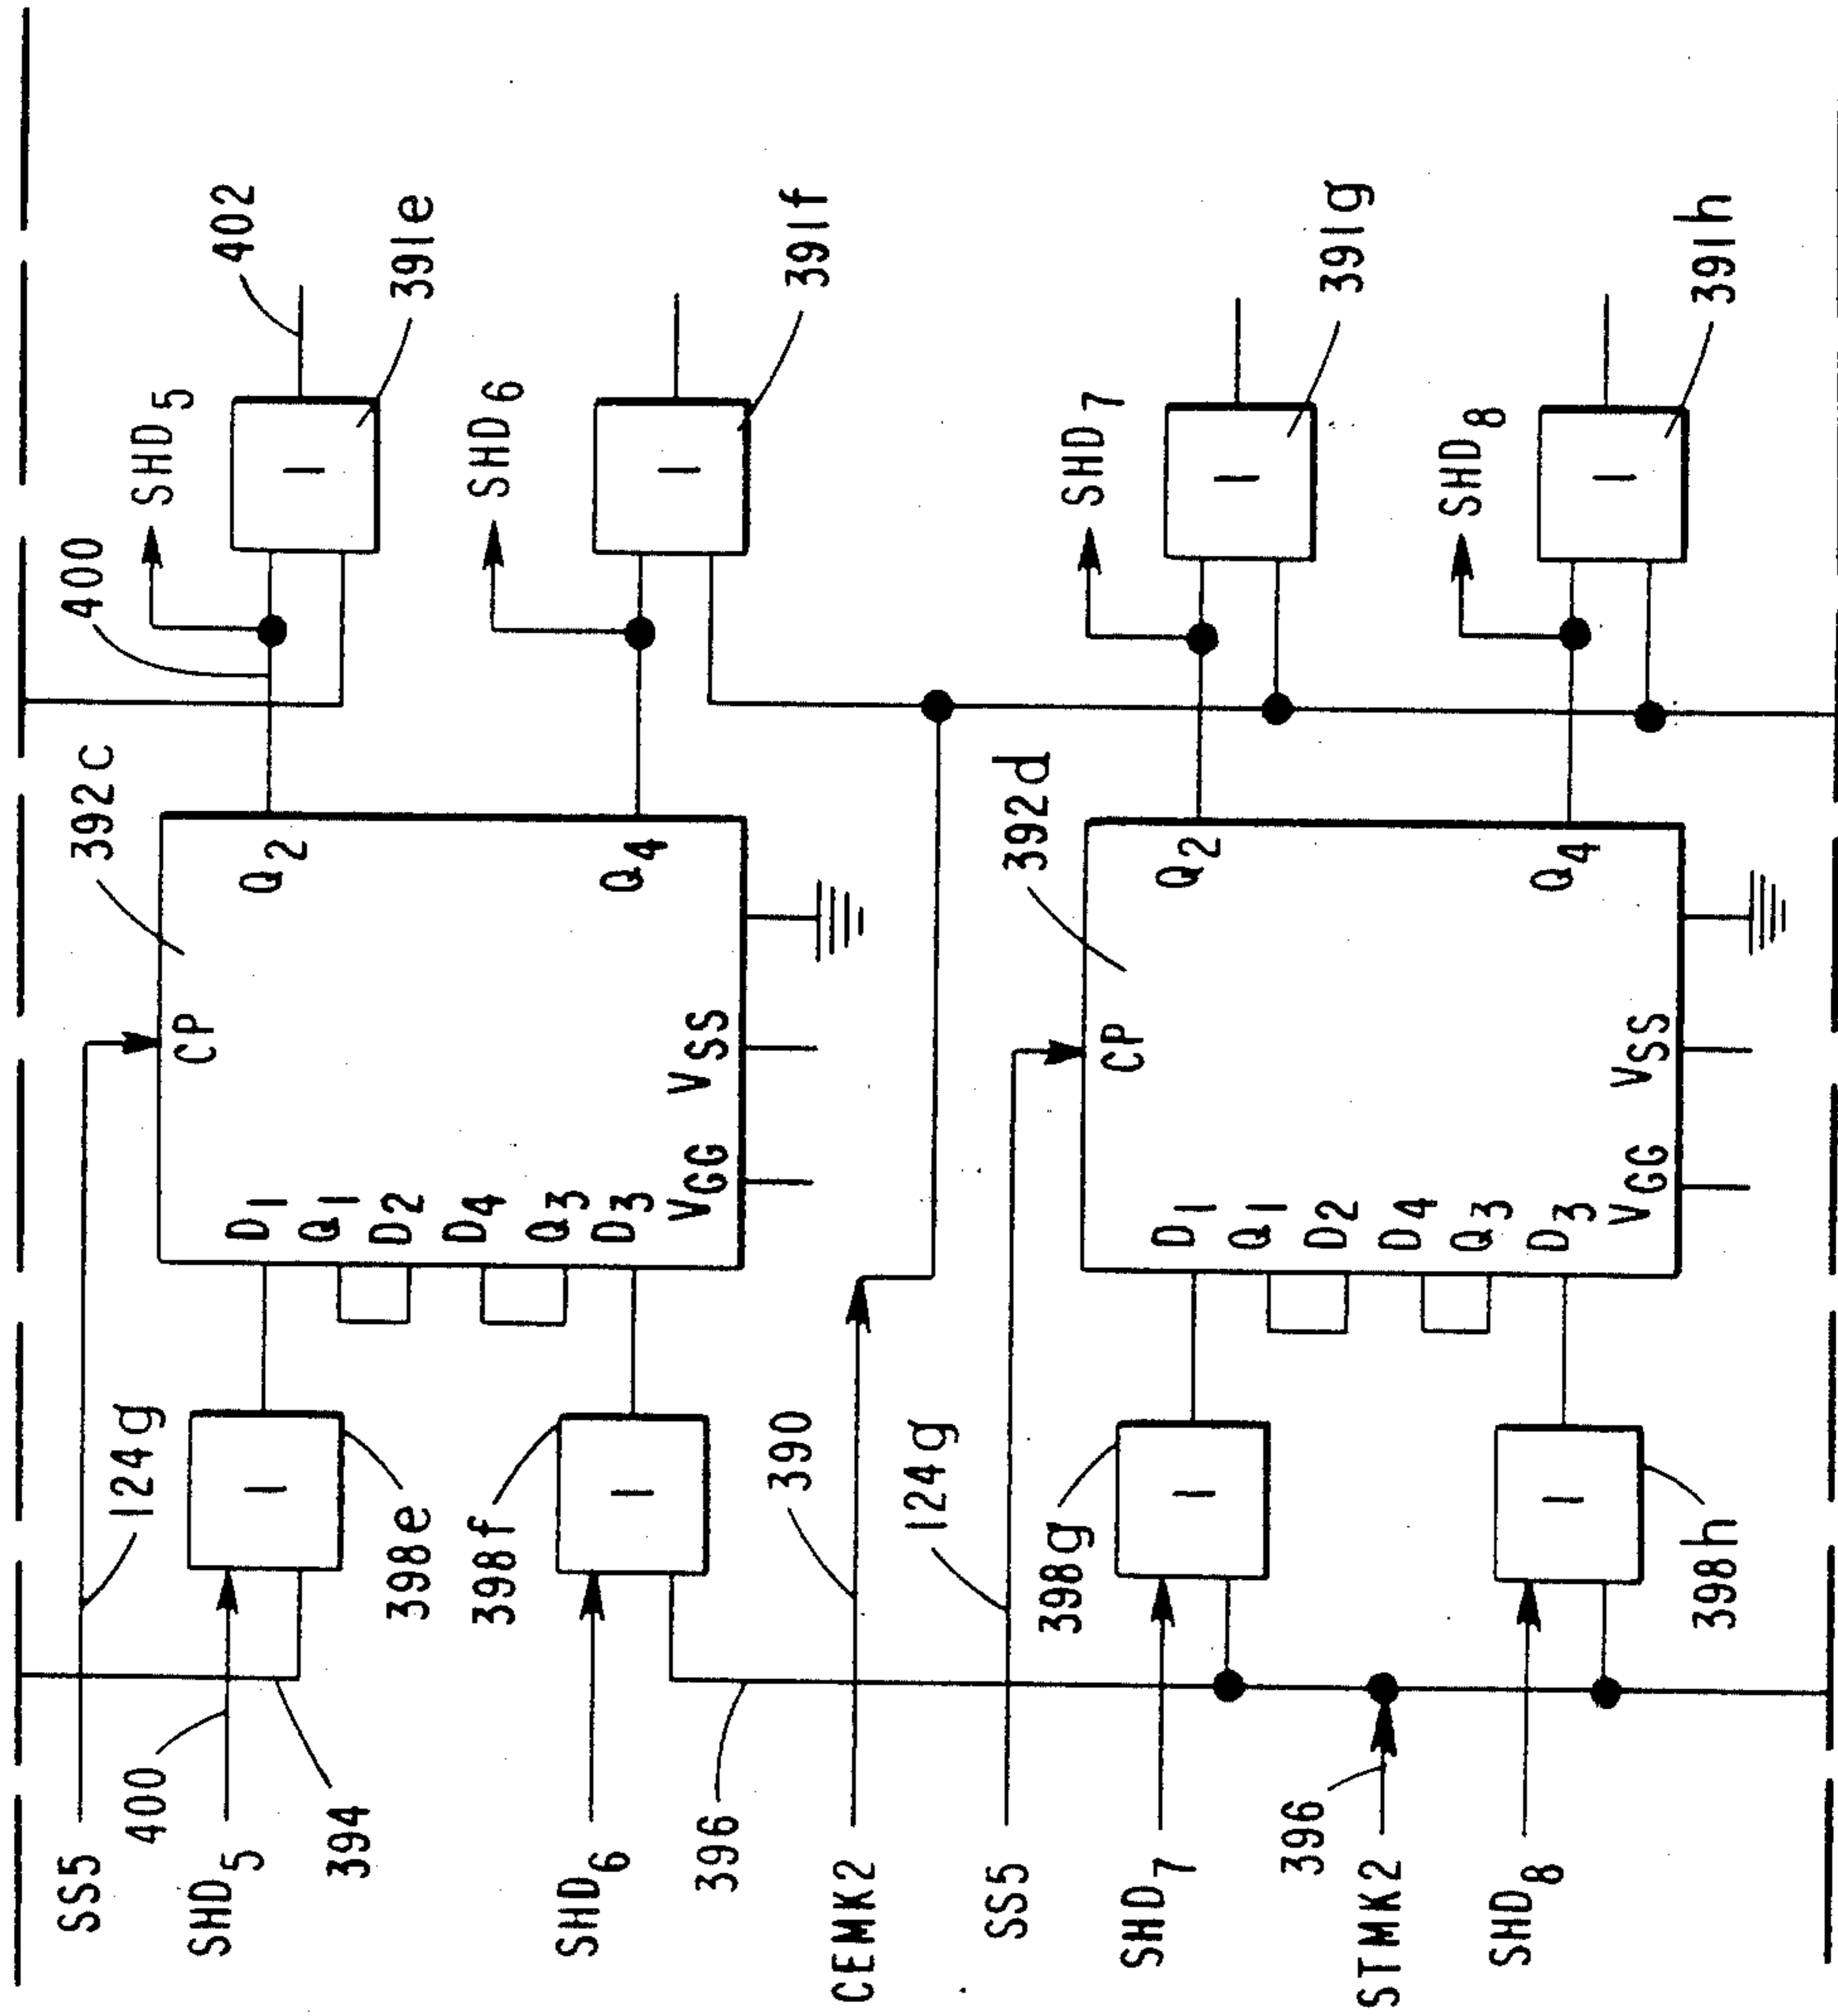 SS5
124g
400
SHD5
394
398e
SHD6
398f
396
CEMK2
390
SS5
124g
SHD7
398g
396
STMK2
SHD8
398h
I
I
I
I
392c
CP
D1
Q1
D2
D4
Q3
D3
VGG
VSS
Q2
Q4
392d
CP
D1
Q1
D2
D4
Q3
D3
VGG
VSS
Q2
Q4
400
SHD5
402
I
391e
SHD6
I
391f
SHD7
I
391g
SHD8
I
391h